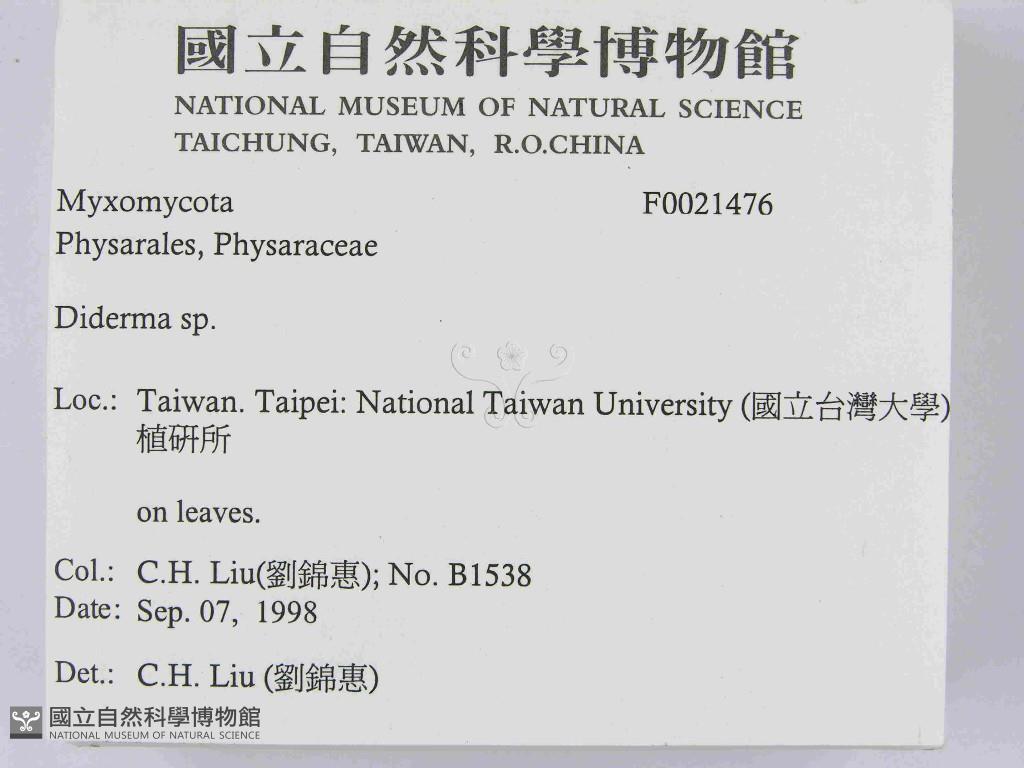 國立自然科學博物館
NATIONAL MUSEUM OF NATURAL SCIENCE
TAICHUNG, TAIWAN, R.O.CHINA
Myxomycota F0021476
Physarales, Physaraceae
Diderma sp.
Loc.: Taiwan. Taipei: National Taiwan University (國立台灣大學)
植研所
on leaves.
Col.: C.H. Liu(劉錦惠); No. B1538
Date: Sep. 07, 1998
Det.: C.H. Liu (劉錦惠)
國立自然科學博物館
NATIONAL MUSEUM OF NATURAL SCIENCE